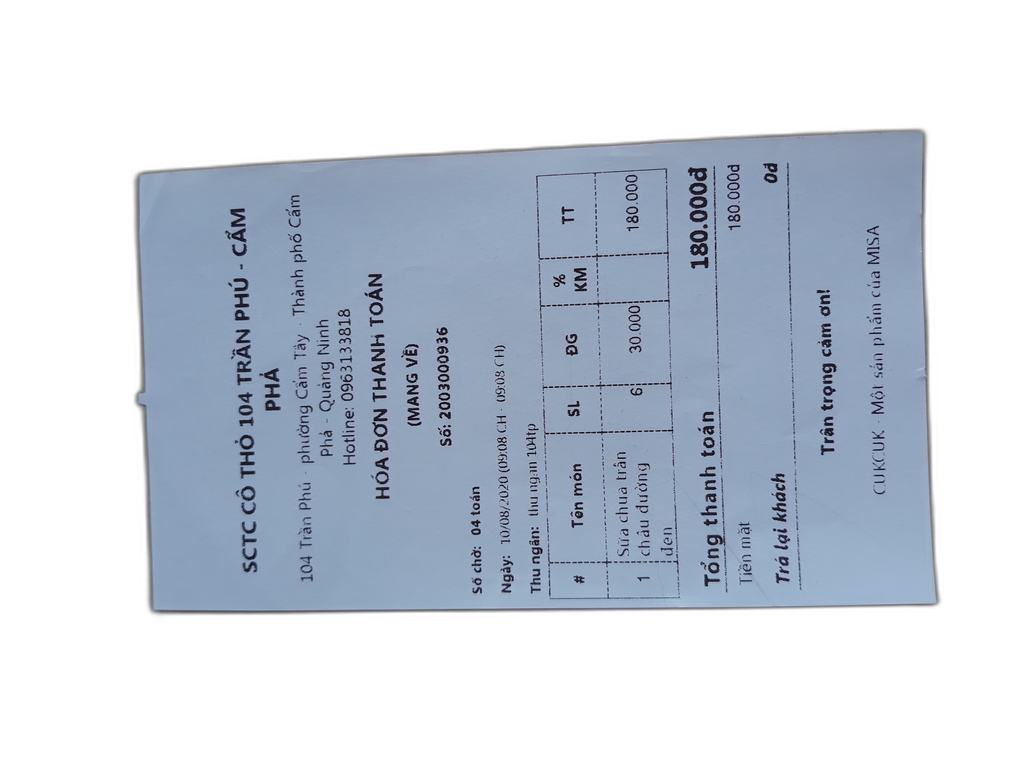 SCTC CÔ THỎ 104 TRẦN PHÚ - CẨM
PHẢ
104 Trần Phú - phường Cẩm Tây - Thành phố Cẩm
Phả - Quảng Ninh
Hotline: 0963133818
HÓA ĐƠN THANH TOÁN
(MANG VỀ)
Số: 2003000936
Số chờ: 04 toán
Ngày: 10/08/2020 (09:08 CH - 09:08 CH)
Thu ngân: thu ngan 104tp
# Tên món SL ĐG % KM TT
1 Sữa chua trân 6 30.000 180.000
châu đường
đen
Tổng thanh toán 180.000đ
Tiền mặt 180.000đ
Trả lại khách 0đ
Trân trọng cảm ơn!
CUKCUK - Một sản phẩm của MISA